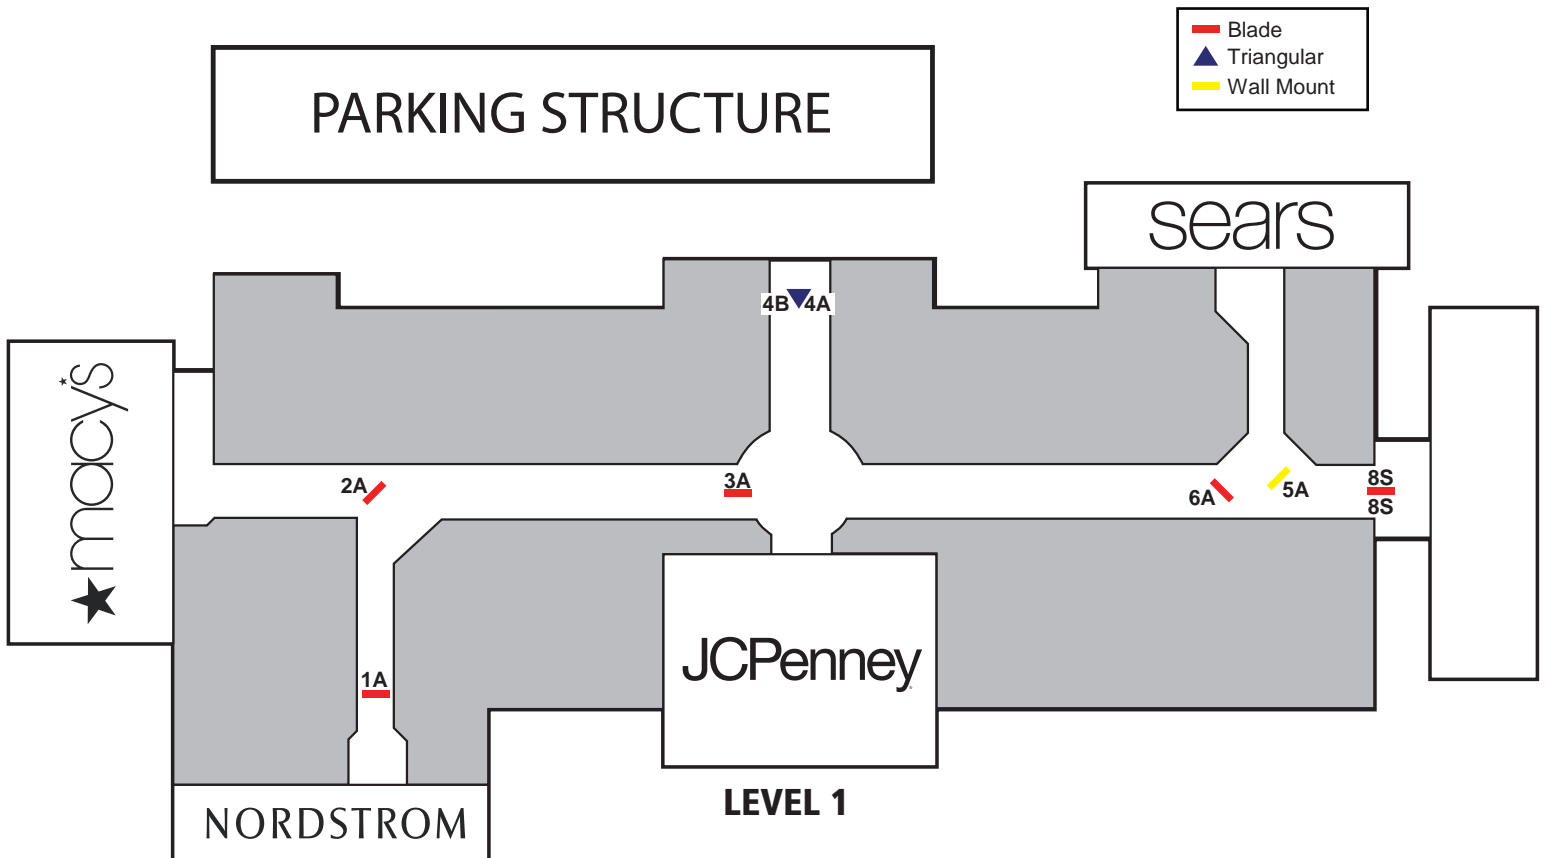 Blade
Triangular
Wall Mount
PARKING STRUCTURE
sears
4B 4A
macy's
2A
3A
6A
5A
8S
8S
JCPenney
1A
LEVEL 1
NORDSTROM